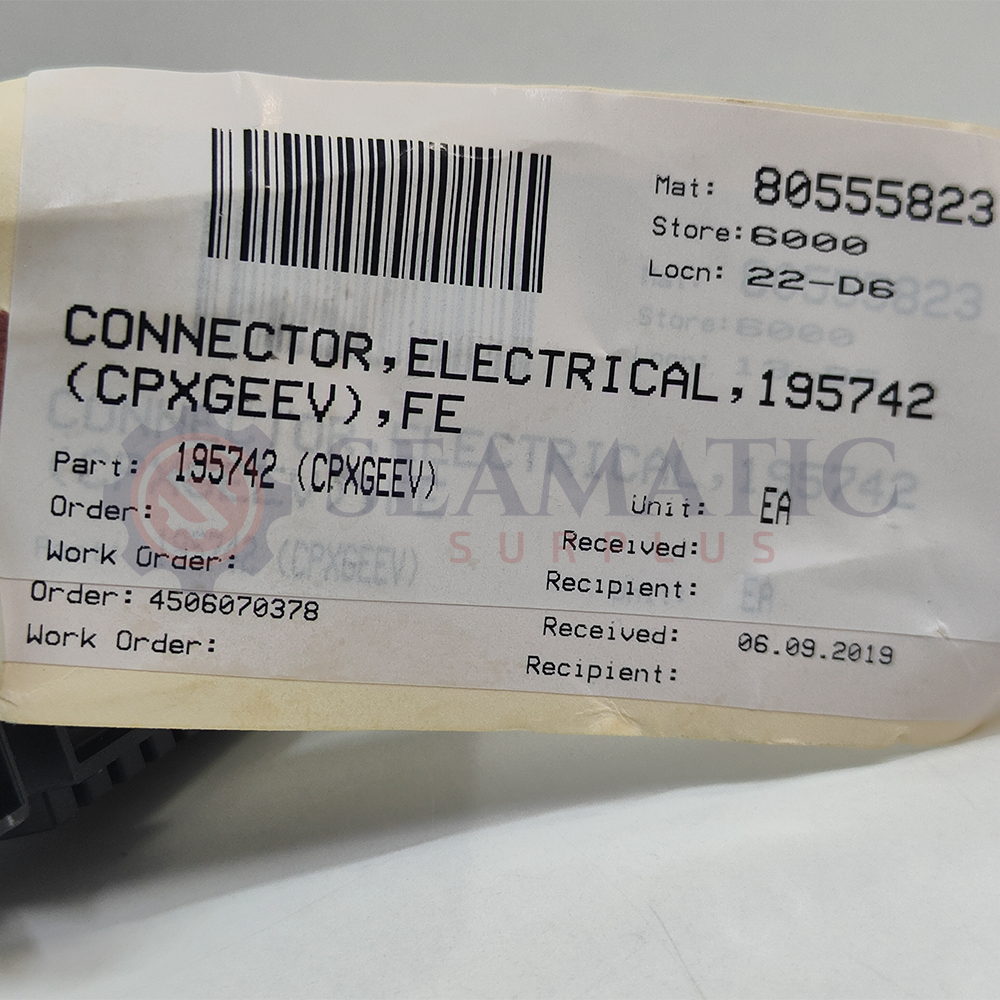 Mat: 80555823
Store: 6000
Locn: 22-D6
CONNECTOR,ELECTRICAL,195742
(CPXGEEV),FE
Part: 195742 (CPXGEEV)
Unit: EA
Order:
Received:
Work Order:
Recipient:
Order: 4506070378
Received: 06.09.2019
Work Order:
Recipient:
SEAMATIC
SURPLUS